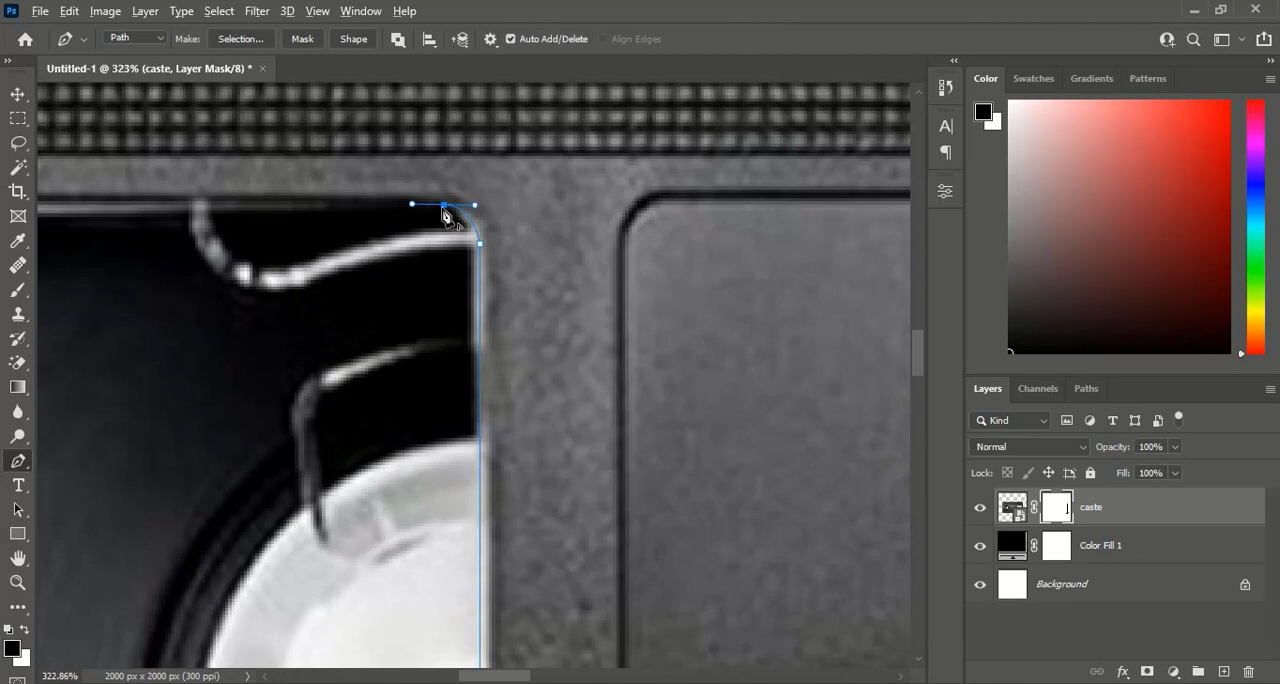 Ps File Edit Image Layer Type Select Filter 3D View Window Help
Path Make: Selection... Mask Shape Auto Add/Delete Align Edges
Untitled-1 @ 323% (caste, Layer Mask/8) * ×
Color Swatches Gradients Patterns
A
T
Layers Channels Paths
Kind T
Normal Opacity: 100%
Lock: Fill: 100%
caste
Color Fill 1
Background
fx
322.86% 2000 px x 2000 px (300 ppi)